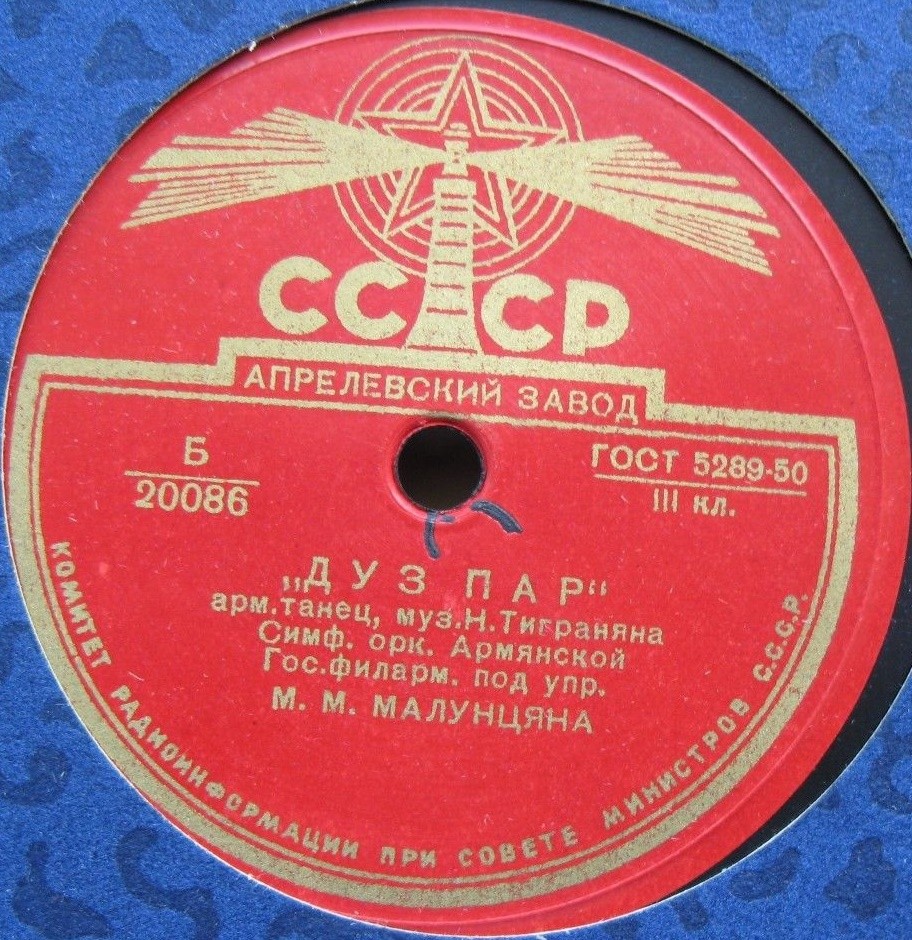 СССР
АПРЕЛЕВСКИЙ ЗАВОД
Б
20086
ГОСТ 5289-50
III кл.
„ДУЗ ПАР“
арм.танец, муз.Н.Тиграняна
Симф. орк. Армянской
Гос.филарм. под упр.
М. М. МАЛУНЦЯНА
КОМИТЕТ РАДИОИНФОРМАЦИИ ПРИ СОВЕТЕ МИНИСТРОВ С.С.С.Р.